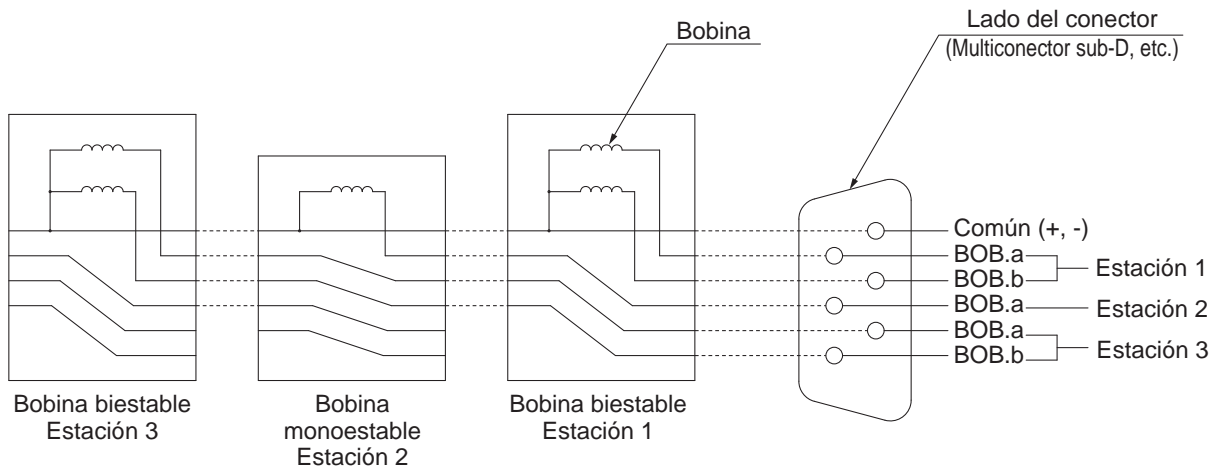 Lado del conector
(Multiconector sub-D, etc.)
Bobina
Común (+, -)
BOB.a
BOB.b
Estación 1
BOB.a
Estación 2
BOB.a
BOB.b
Estación 3
Bobina biestable
Estación 3
Bobina
monoestable
Estación 2
Bobina biestable
Estación 1